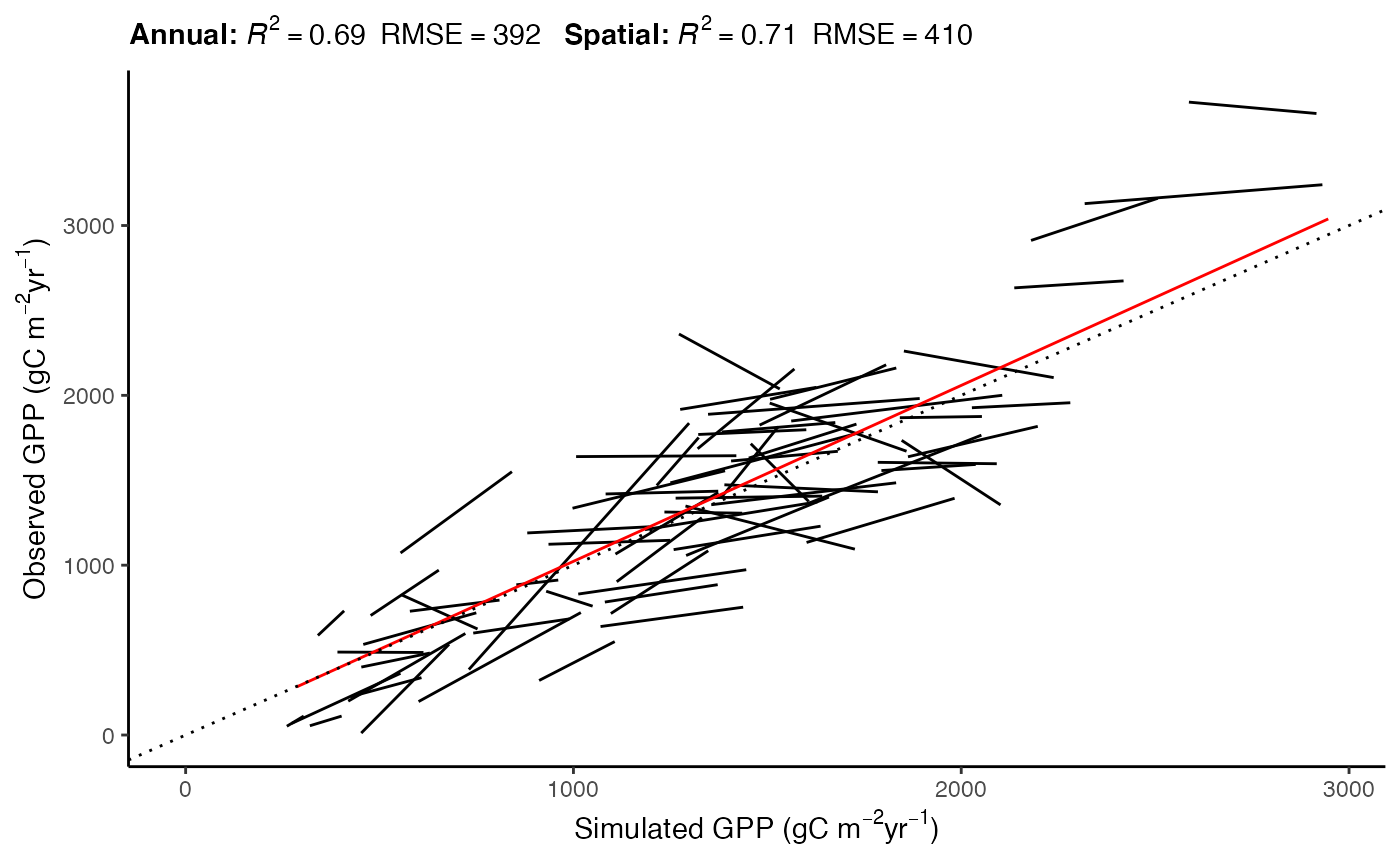 Annual: R² = 0.69 RMSE = 392 Spatial: R² = 0.71 RMSE = 410
Observed GPP (gC m⁻²yr⁻¹)
3000
2000
1000
0
0 1000 2000 3000
Simulated GPP (gC m⁻²yr⁻¹)